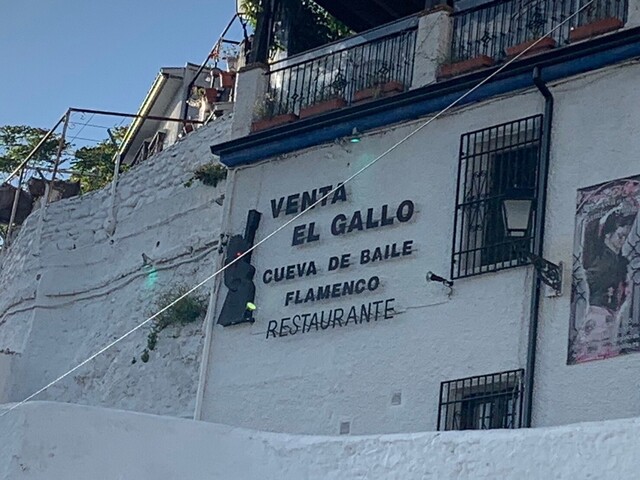 VENTA
EL GALLO
CUEVA DE BAILE
FLAMENCO
RESTAURANTE